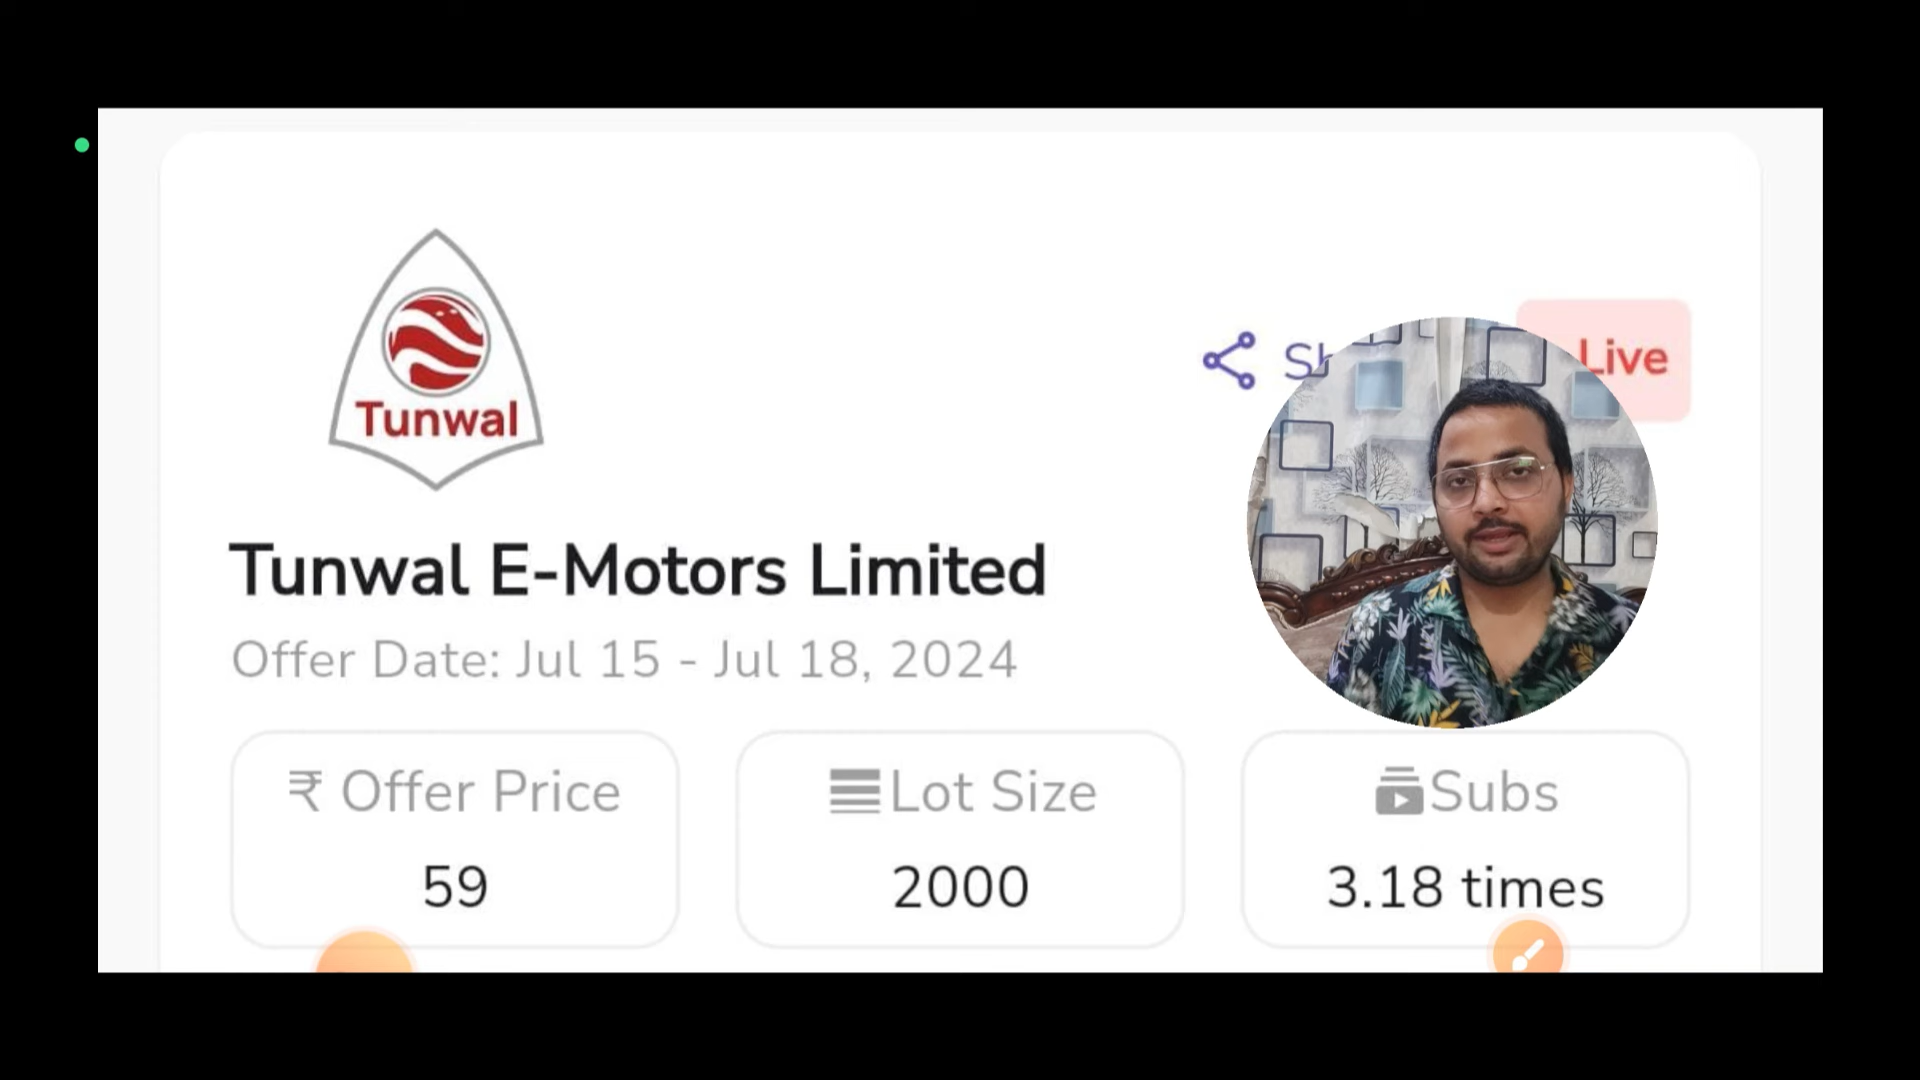 Tunwal
Live
Tunwal E-Motors Limited
Offer Date: Jul 15 - Jul 18, 2024
₹ Offer Price
59
Lot Size
2000
Subs
3.18 times